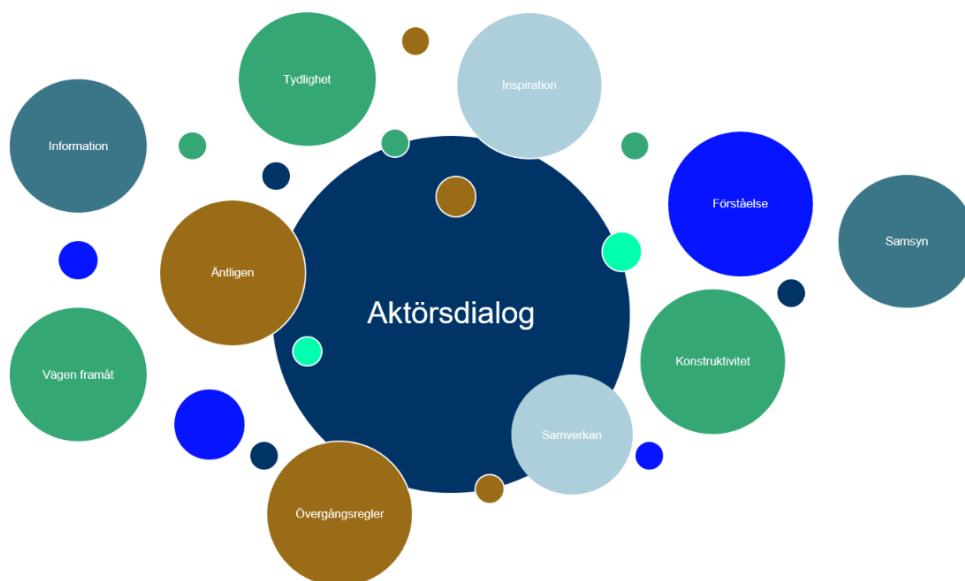 Tydlighet
Inspiration
Information
Förståelse
Samsyn
Äntligen
Aktörsdialog
Konstruktivitet
Vägen framåt
Samverkan
Övergångsregler